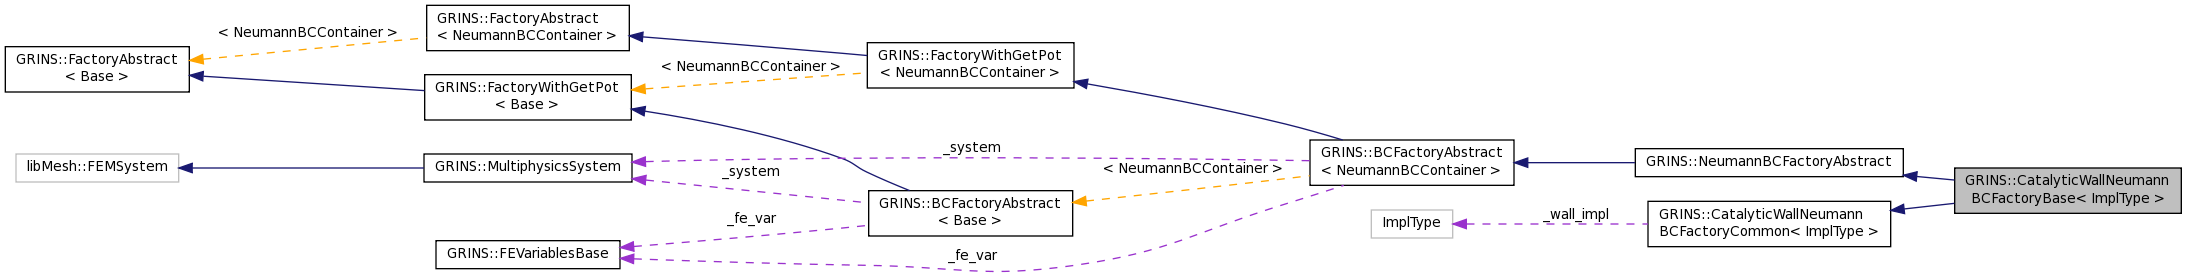 GRINS::FactoryAbstract
< Base >
< NeumannBCContainer >
GRINS::FactoryAbstract
< NeumannBCContainer >
GRINS::FactoryWithGetPot
< Base >
< NeumannBCContainer >
GRINS::FactoryWithGetPot
< NeumannBCContainer >
libMesh::FEMSystem
GRINS::MultiphysicsSystem
_system
_system
GRINS::BCFactoryAbstract
< Base >
_fe_var
GRINS::FEVariablesBase
_fe_var
< NeumannBCContainer >
GRINS::BCFactoryAbstract
< NeumannBCContainer >
GRINS::NeumannBCFactoryAbstract
ImplType
_wall_impl
GRINS::CatalyticWallNeumann
BCFactoryCommon< ImplType >
GRINS::CatalyticWallNeumann
BCFactoryBase< ImplType >